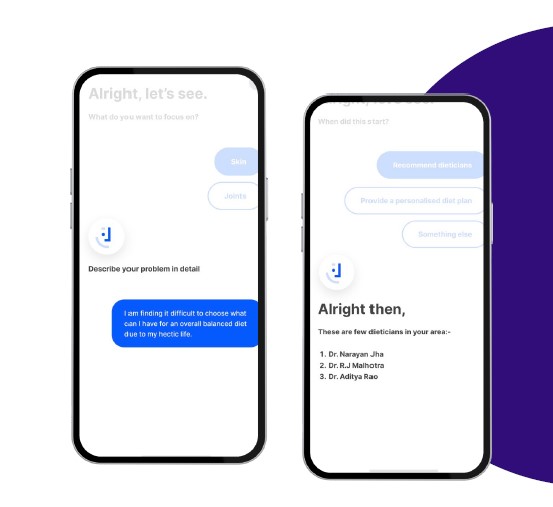 Alright, let's see.
What do you want to focus on?
Skin
Joints
Describe your problem in detail
I am finding it difficult to choose what
can I have for an overall balanced diet
due to my hectic life.
When did this start?
Recommend dieticians
Provide a personalised diet plan
Something else
Alright then,
These are few dieticians in your area:-
1. Dr. Narayan Jha
2. Dr. R.J Malhotra
3. Dr. Aditya Rao